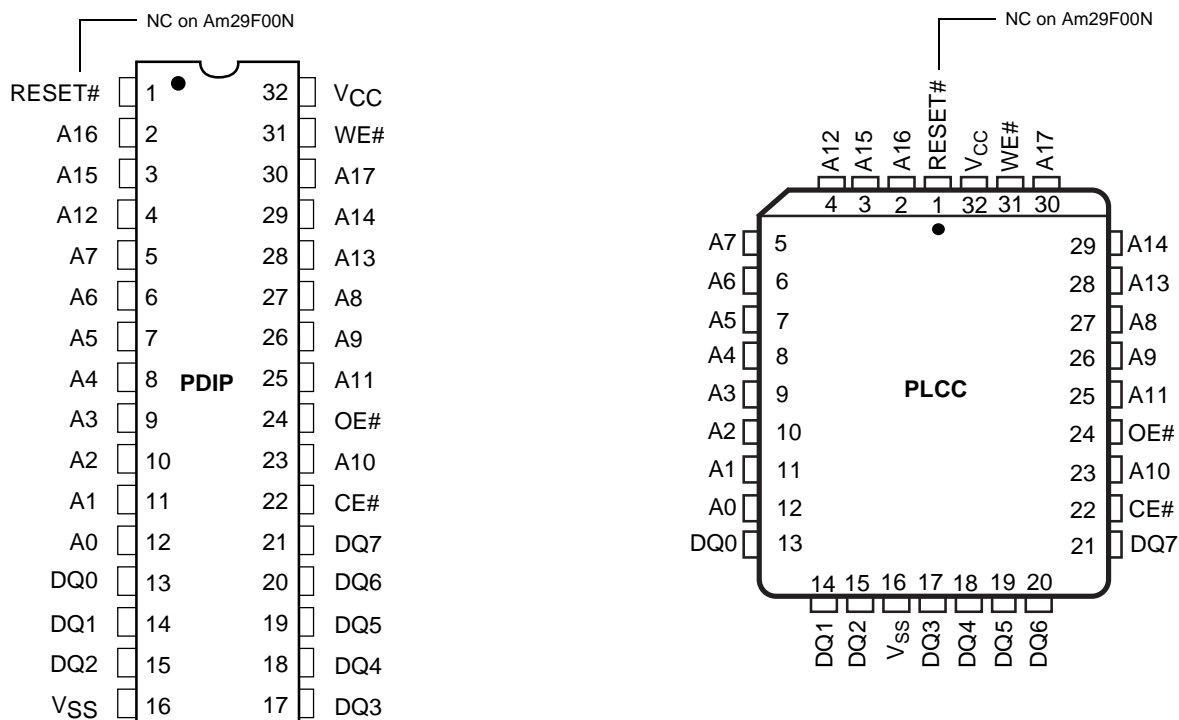 NC on Am29F00N
RESET# 1 32 VCC
A16 2 31 WE#
A15 3 30 A17
A12 4 29 A14
A7 5 28 A13
A6 6 27 A8
A5 7 26 A9
A4 8 PDIP 25 A11
A3 9 24 OE#
A2 10 23 A10
A1 11 22 CE#
A0 12 21 DQ7
DQ0 13 20 DQ6
DQ1 14 19 DQ5
DQ2 15 18 DQ4
VSS 16 17 DQ3
NC on Am29F00N
A12 A15 A16 RESET# VCC WE# A17
4 3 2 1 32 31 30
A7 5 29 A14
A6 6 28 A13
A5 7 27 A8
A4 8 26 A9
A3 9 PLCC 25 A11
A2 10 24 OE#
A1 11 23 A10
A0 12 22 CE#
DQ0 13 21 DQ7
14 15 16 17 18 19 20
DQ1 DQ2 VSS DQ3 DQ4 DQ5 DQ6